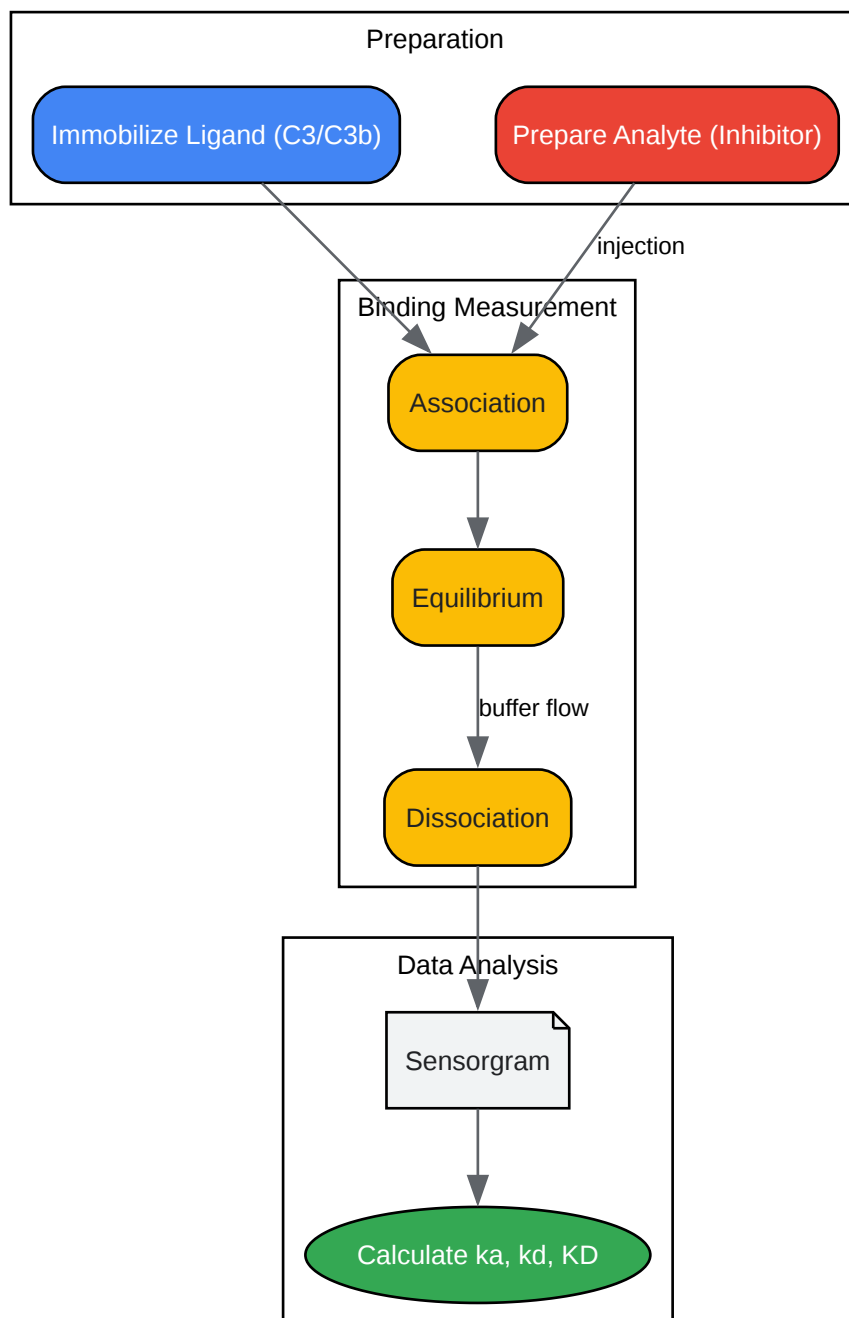 Preparation
Immobilize Ligand (C3/C3b)
Prepare Analyte (Inhibitor)
injection
Binding Measurement
Association
Equilibrium
buffer flow
Dissociation
Data Analysis
Sensorgram
Calculate ka, kd, KD